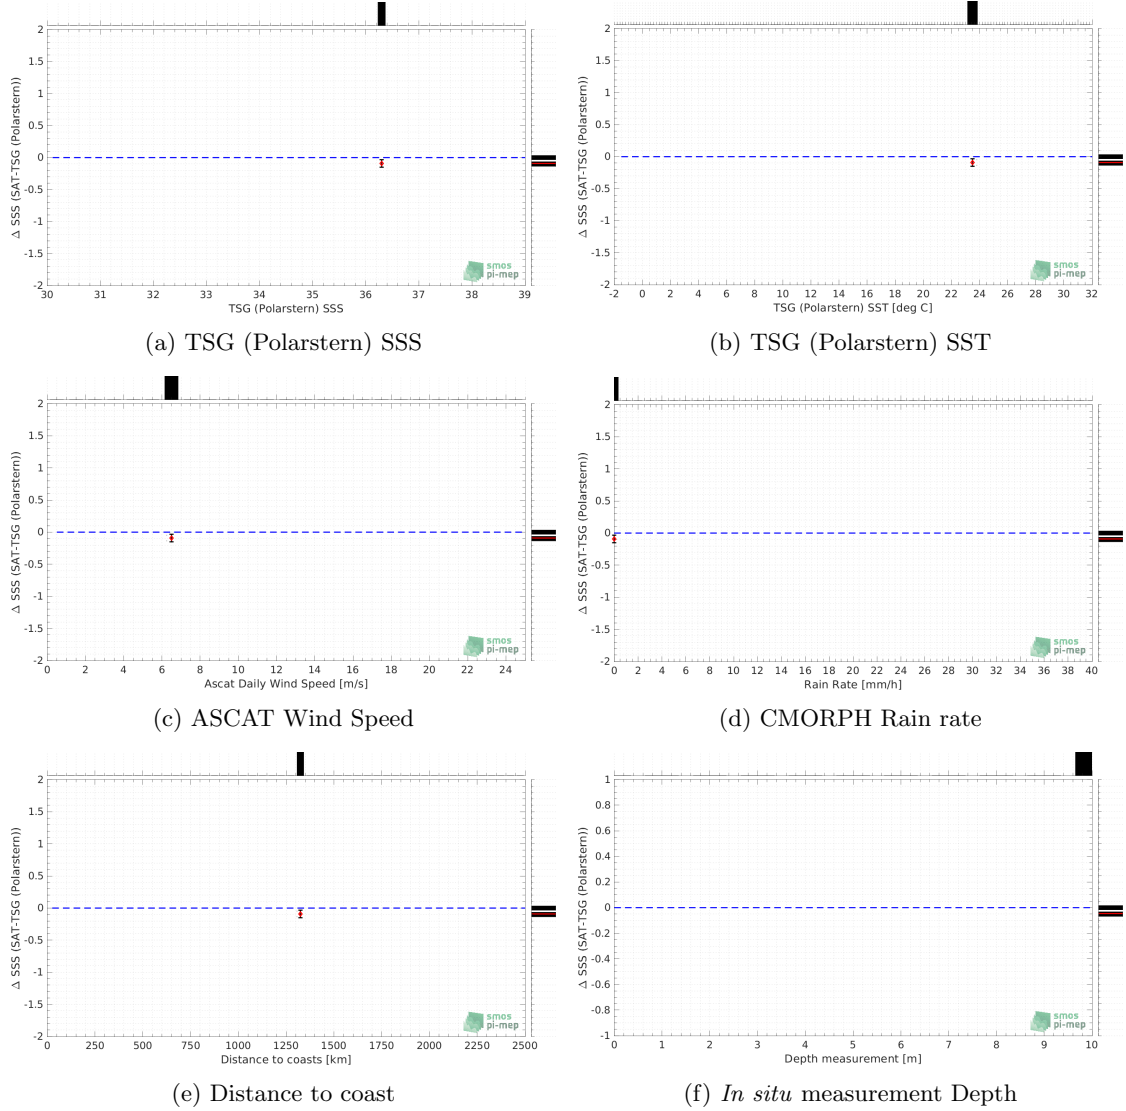 Δ SSS (SAT-TSG (Polarstern))
2
1.5
1
0.5
0
-0.5
-1
-1.5
-2
30 31 32 33 34 35 36 37 38 39
TSG (Polarstern) SSS
smos
pi-mep
(a) TSG (Polarstern) SSS
Δ SSS (SAT-TSG (Polarstern))
2
1.5
1
0.5
0
-0.5
-1
-1.5
-2
-2 0 2 4 6 8 10 12 14 16 18 20 22 24 26 28 30 32
TSG (Polarstern) SST [deg C]
smos
pi-mep
(b) TSG (Polarstern) SST
Δ SSS (SAT-TSG (Polarstern))
2
1.5
1
0.5
0
-0.5
-1
-1.5
-2
0 2 4 6 8 10 12 14 16 18 20 22 24
Ascat Daily Wind Speed [m/s]
smos
pi-mep
(c) ASCAT Wind Speed
Δ SSS (SAT-TSG (Polarstern))
2
1.5
1
0.5
0
-0.5
-1
-1.5
-2
0 2 4 6 8 10 12 14 16 18 20 22 24 26 28 30 32 34 36 38 40
Rain Rate [mm/h]
smos
pi-mep
(d) CMORPH Rain rate
Δ SSS (SAT-TSG (Polarstern))
2
1.5
1
0.5
0
-0.5
-1
-1.5
-2
0 250 500 750 1000 1250 1500 1750 2000 2250 2500
Distance to coasts [km]
smos
pi-mep
(e) Distance to coast
Δ SSS (SAT-TSG (Polarstern))
1
0.8
0.6
0.4
0.2
0
-0.2
-0.4
-0.6
-0.8
-1
0 1 2 3 4 5 6 7 8 9 10
Depth measurement [m]
smos
pi-mep
(f) In situ measurement Depth